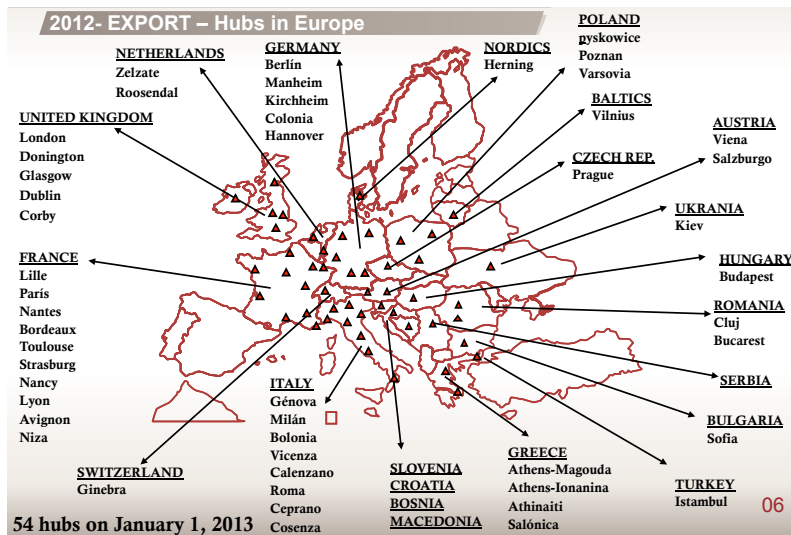 2012- EXPORT – Hubs in Europe
NETHERLANDS
Zelzate
Roosendal
GERMANY
Berlín
Manheim
Kirchheim
Colonia
Hannover
NORDICS
Herning
POLAND
pyskowice
Poznan
Varsovia
BALTICS
Vilnius
CZECH REP.
Prague
AUSTRIA
Viena
Salzburgo
UNITED KINGDOM
London
Donington
Glasgow
Dublin
Corby
UKRANIA
Kiev
FRANCE
Lille
París
Nantes
Bordeaux
Toulouse
Strasburg
Nancy
Lyon
Avignon
Niza
HUNGARY
Budapest
ROMANIA
Cluj
Bucarest
SERBIA
BULGARIA
Sofia
TURKEY
Istambul
SWITZERLAND
Ginebra
ITALY
Génova
Milán
Bolonia
Vicenza
Calenzano
Roma
Ceprano
Cosenza
SLOVENIA
CROATIA
BOSNIA
MACEDONIA
GREECE
Athens-Magouda
Athens-Ionanina
Athinaiti
Salónica
54 hubs on January 1, 2013
06